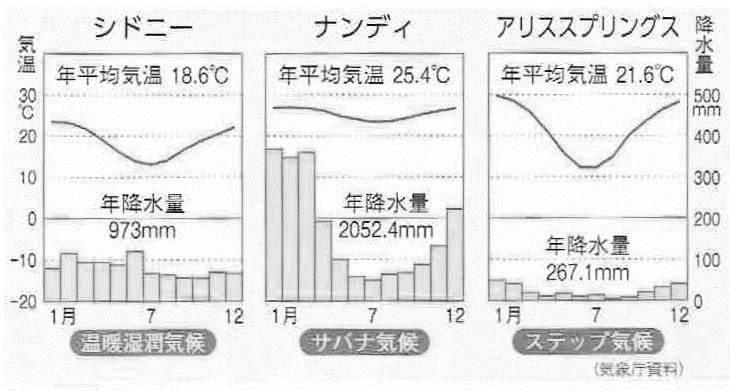 シドニー
ナンディ
アリススプリングス
気温
降水量
年平均気温 18.6℃
年平均気温 25.4℃
年平均気温 21.6℃
30
℃
20
10
0
-10
-20
500
mm
400
300
200
100
0
年降水量
973mm
年降水量
2052.4mm
年降水量
267.1mm
1月 7 12
1月 7 12
1月 7 12
温暖湿潤気候
サバナ気候
ステップ気候
(気象庁資料)